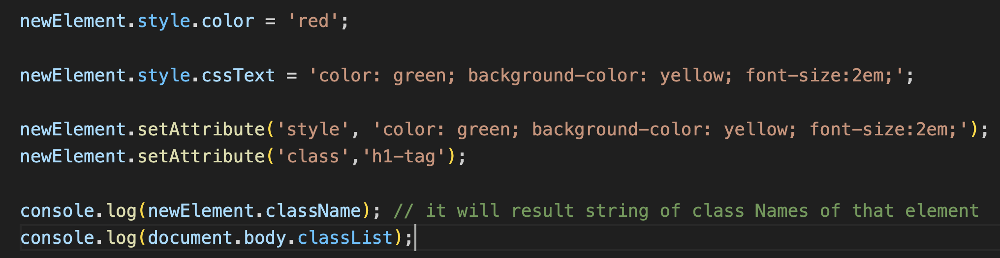 newElement.style.color = 'red';
newElement.style.cssText = 'color: green; background-color: yellow; font-size:2em;';
newElement.setAttribute('style', 'color: green; background-color: yellow; font-size:2em;');
newElement.setAttribute('class','h1-tag');
console.log(newElement.className); // it will result string of class Names of that element
console.log(document.body.classList);